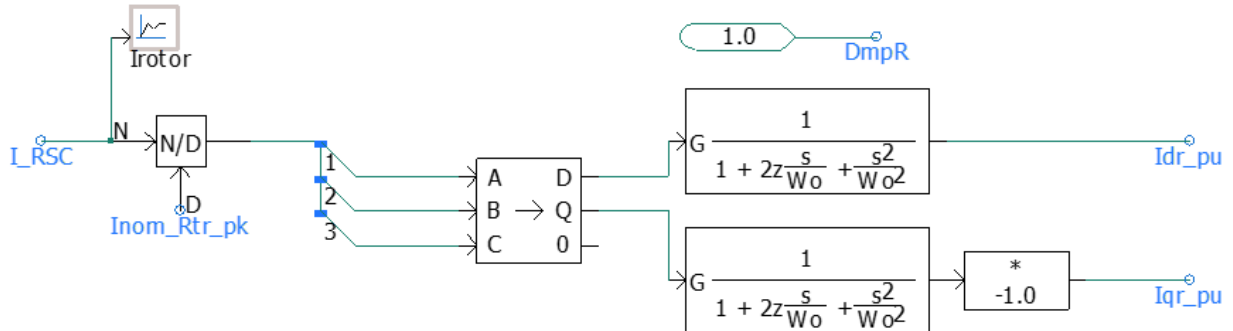 Irotor
1.0
DmpR
I_RSC
N
N/D
D
Inom_Rtr_pk
1
2
3
A
B
C
D
Q
0
G
1
1 + 2z s/Wo + s²/Wo²
Idr_pu
G
1
1 + 2z s/Wo + s²/Wo²
*
-1.0
Iqr_pu